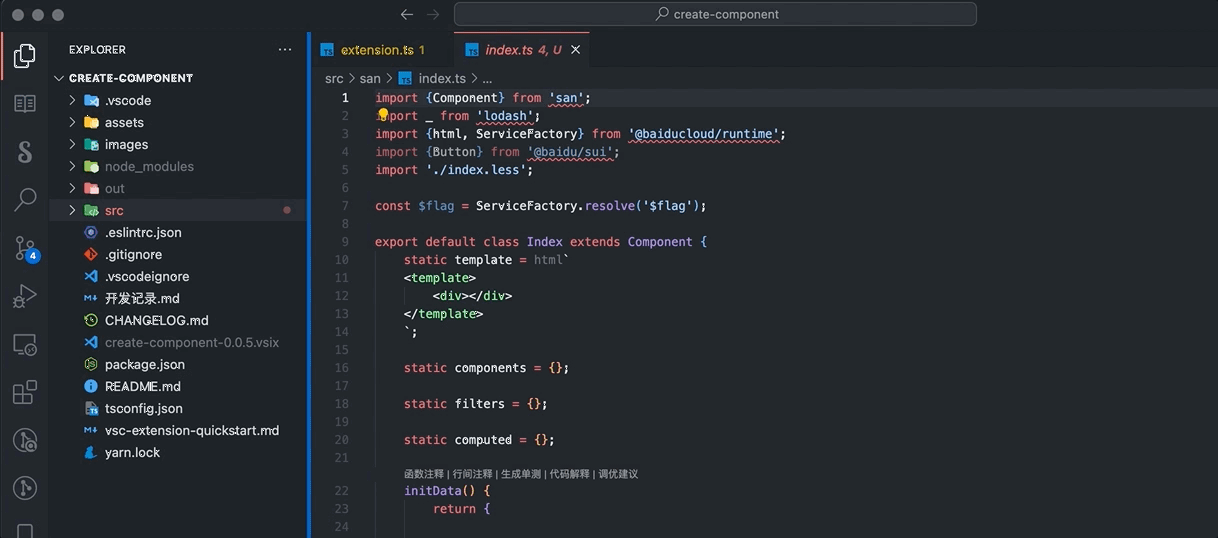 create-component
EXPLORER
CREATE-COMPONENT
.vscode
assets
images
node_modules
out
src
.eslintrc.json
.gitignore
.vscodeignore
开发记录.md
CHANGELOG.md
create-component-0.0.5.vsix
package.json
README.md
tsconfig.json
vsc-extension-quickstart.md
yarn.lock
4
extension.ts 1
index.ts 4, U
src > san > TS index.ts > ...
1 import {Component} from 'san';
2 import _ from 'lodash';
3 import {html, ServiceFactory} from '@baiducloud/runtime';
4 import {Button} from '@baidu/sui';
5 import './index.less';
6
7 const $flag = ServiceFactory.resolve('$flag');
8
9 export default class Index extends Component {
10 static template = html`
11 <template>
12 <div></div>
13 </template>
14 `;
15
16 static components = {};
17
18 static filters = {};
19
20 static computed = {};
21
函数注释 | 行间注释 | 生成单测 | 代码解释 | 调优建议
22 initData() {
23 return {
24